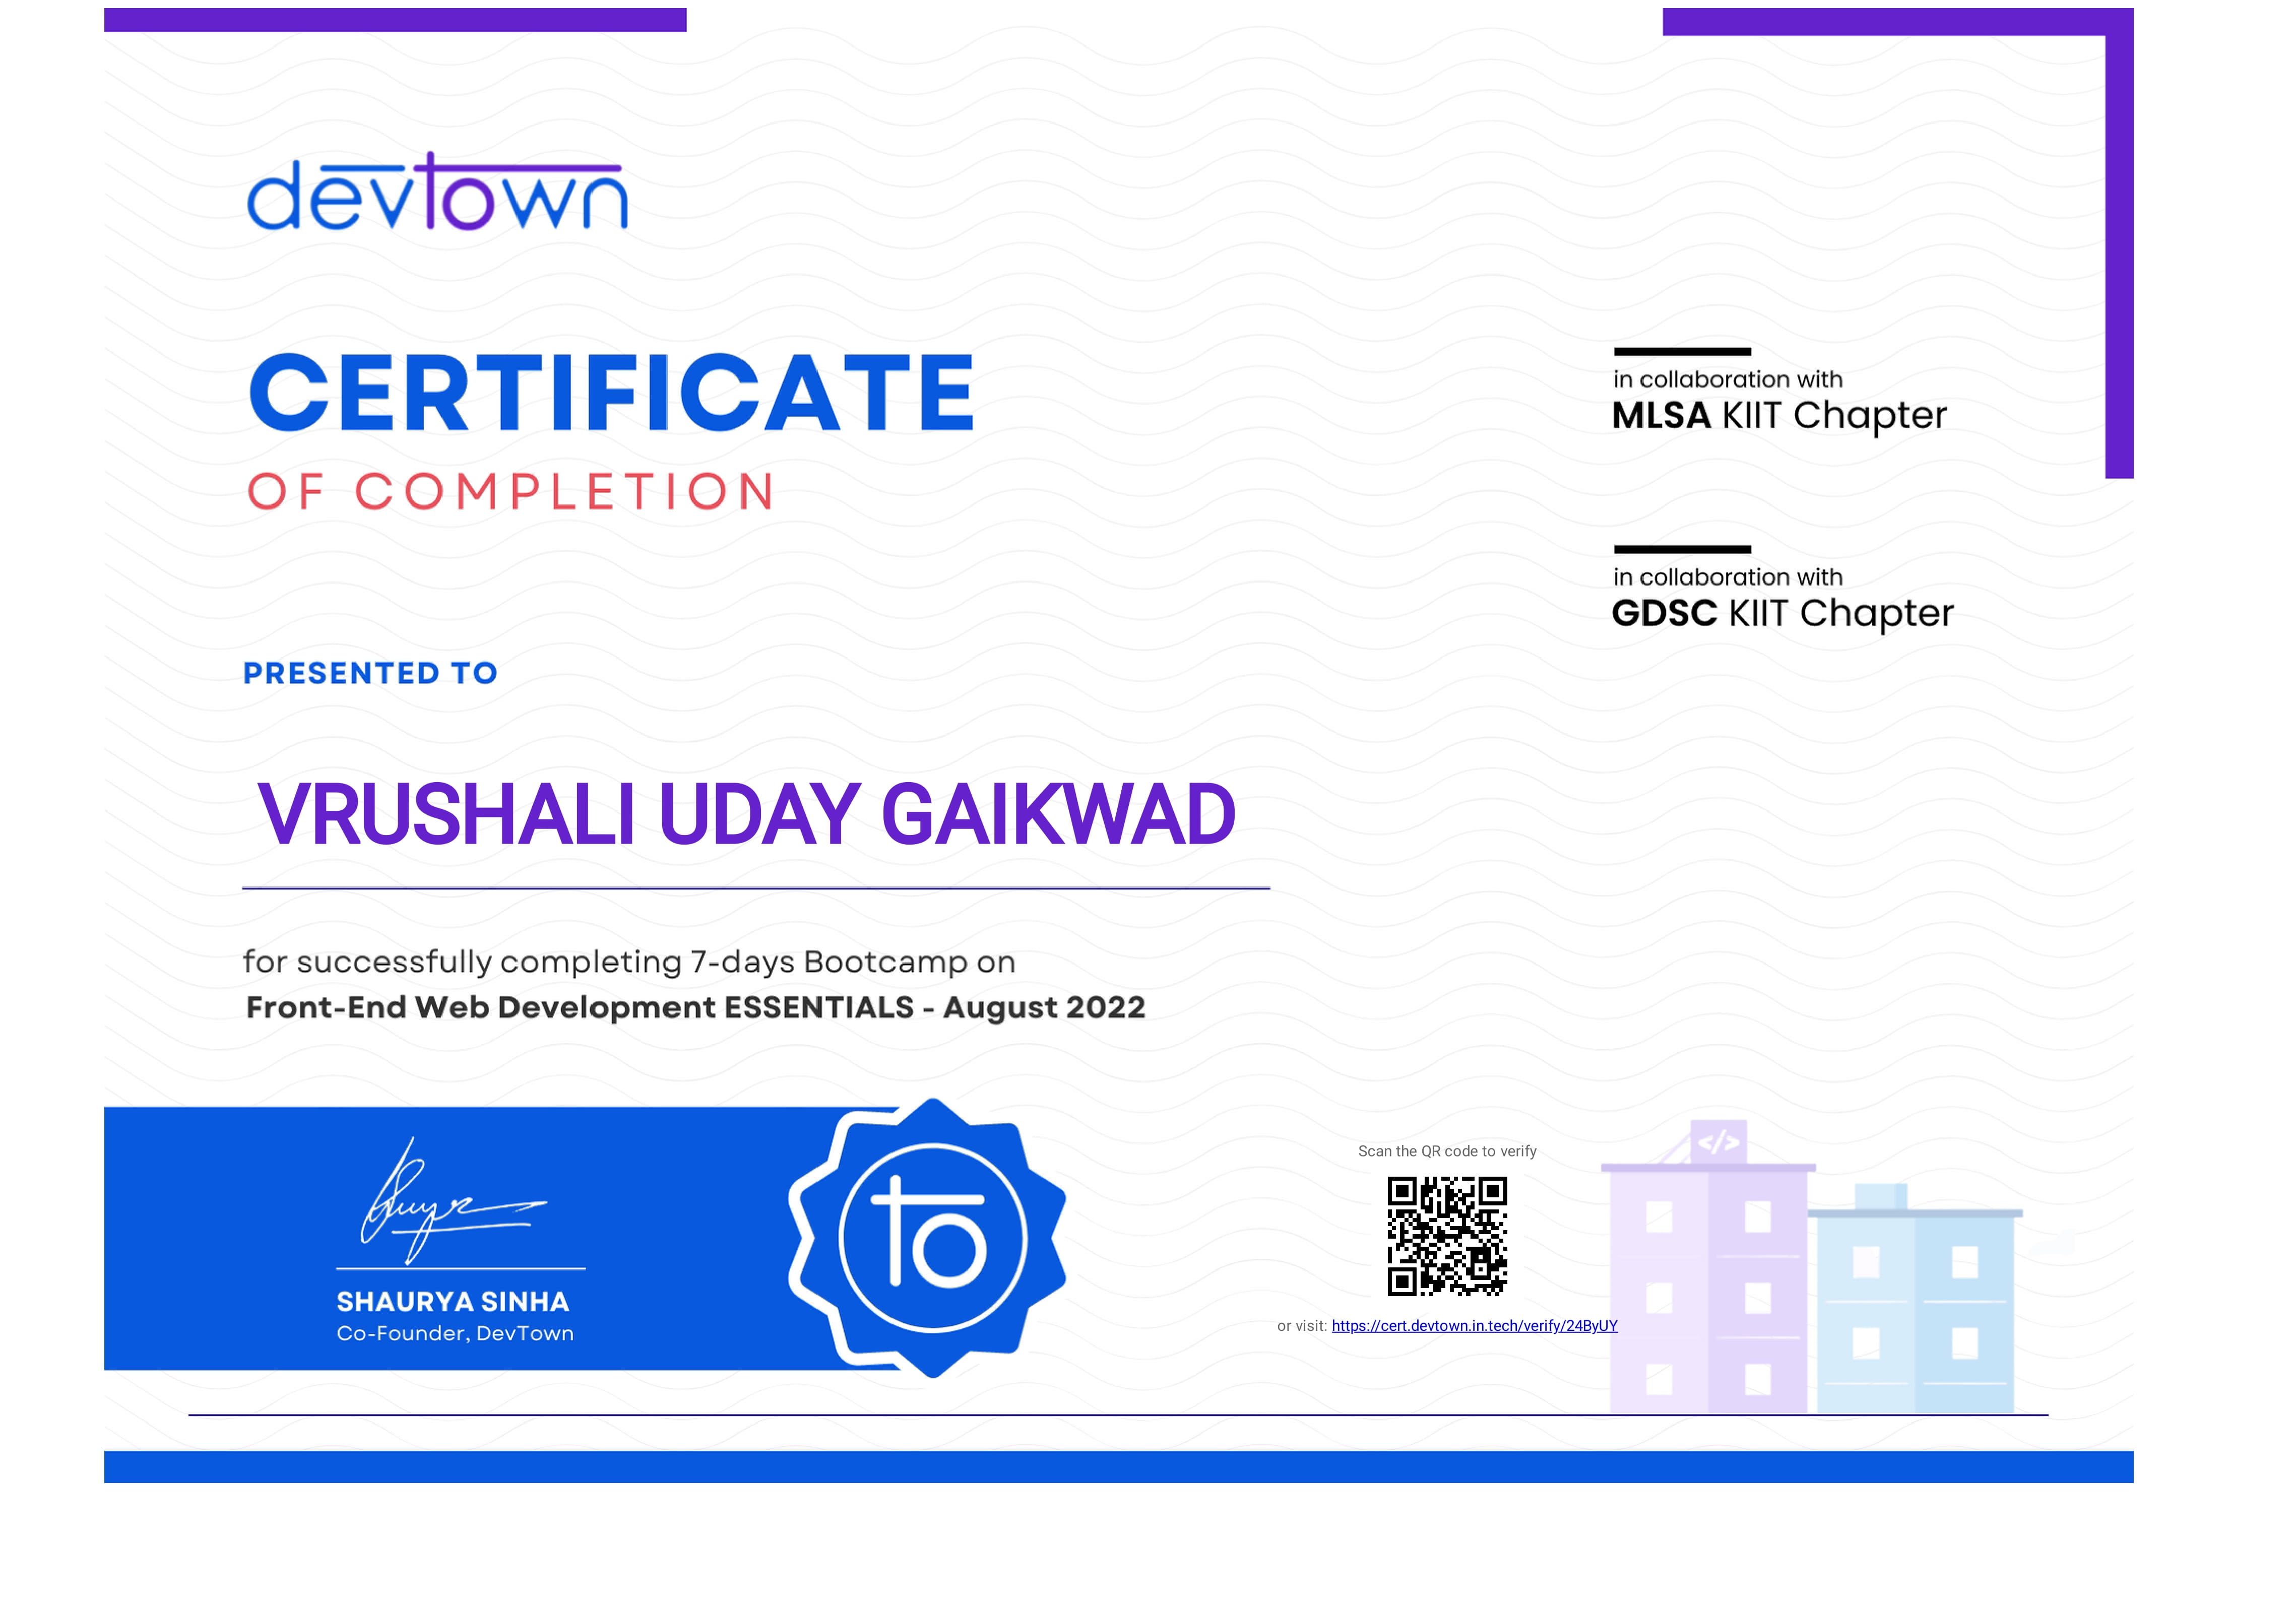 devtown
CERTIFICATE
OF COMPLETION
in collaboration with
MLSA KIIT Chapter
in collaboration with
GDSC KIIT Chapter
PRESENTED TO
VRUSHALI UDAY GAIKWAD
for successfully completing 7-days Bootcamp on
Front-End Web Development ESSENTIALS - August 2022
SHAURYA SINHA
Co-Founder, DevTown
to
Scan the QR code to verify
or visit: https://cert.devtown.in.tech/verify/24ByUY
</>